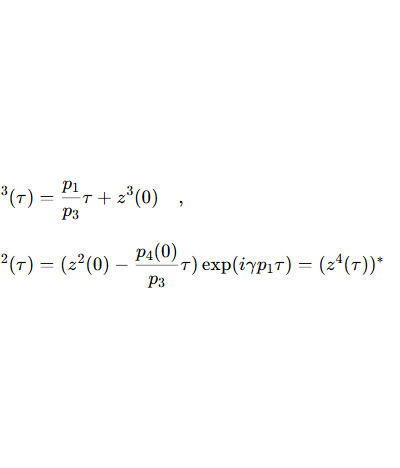 ³(τ) = p₁/p₃ τ + z³(0) ,
²(τ) = (z²(0) − p₄(0)/p₃ τ) exp(iγp₁τ) = (z⁴(τ))*